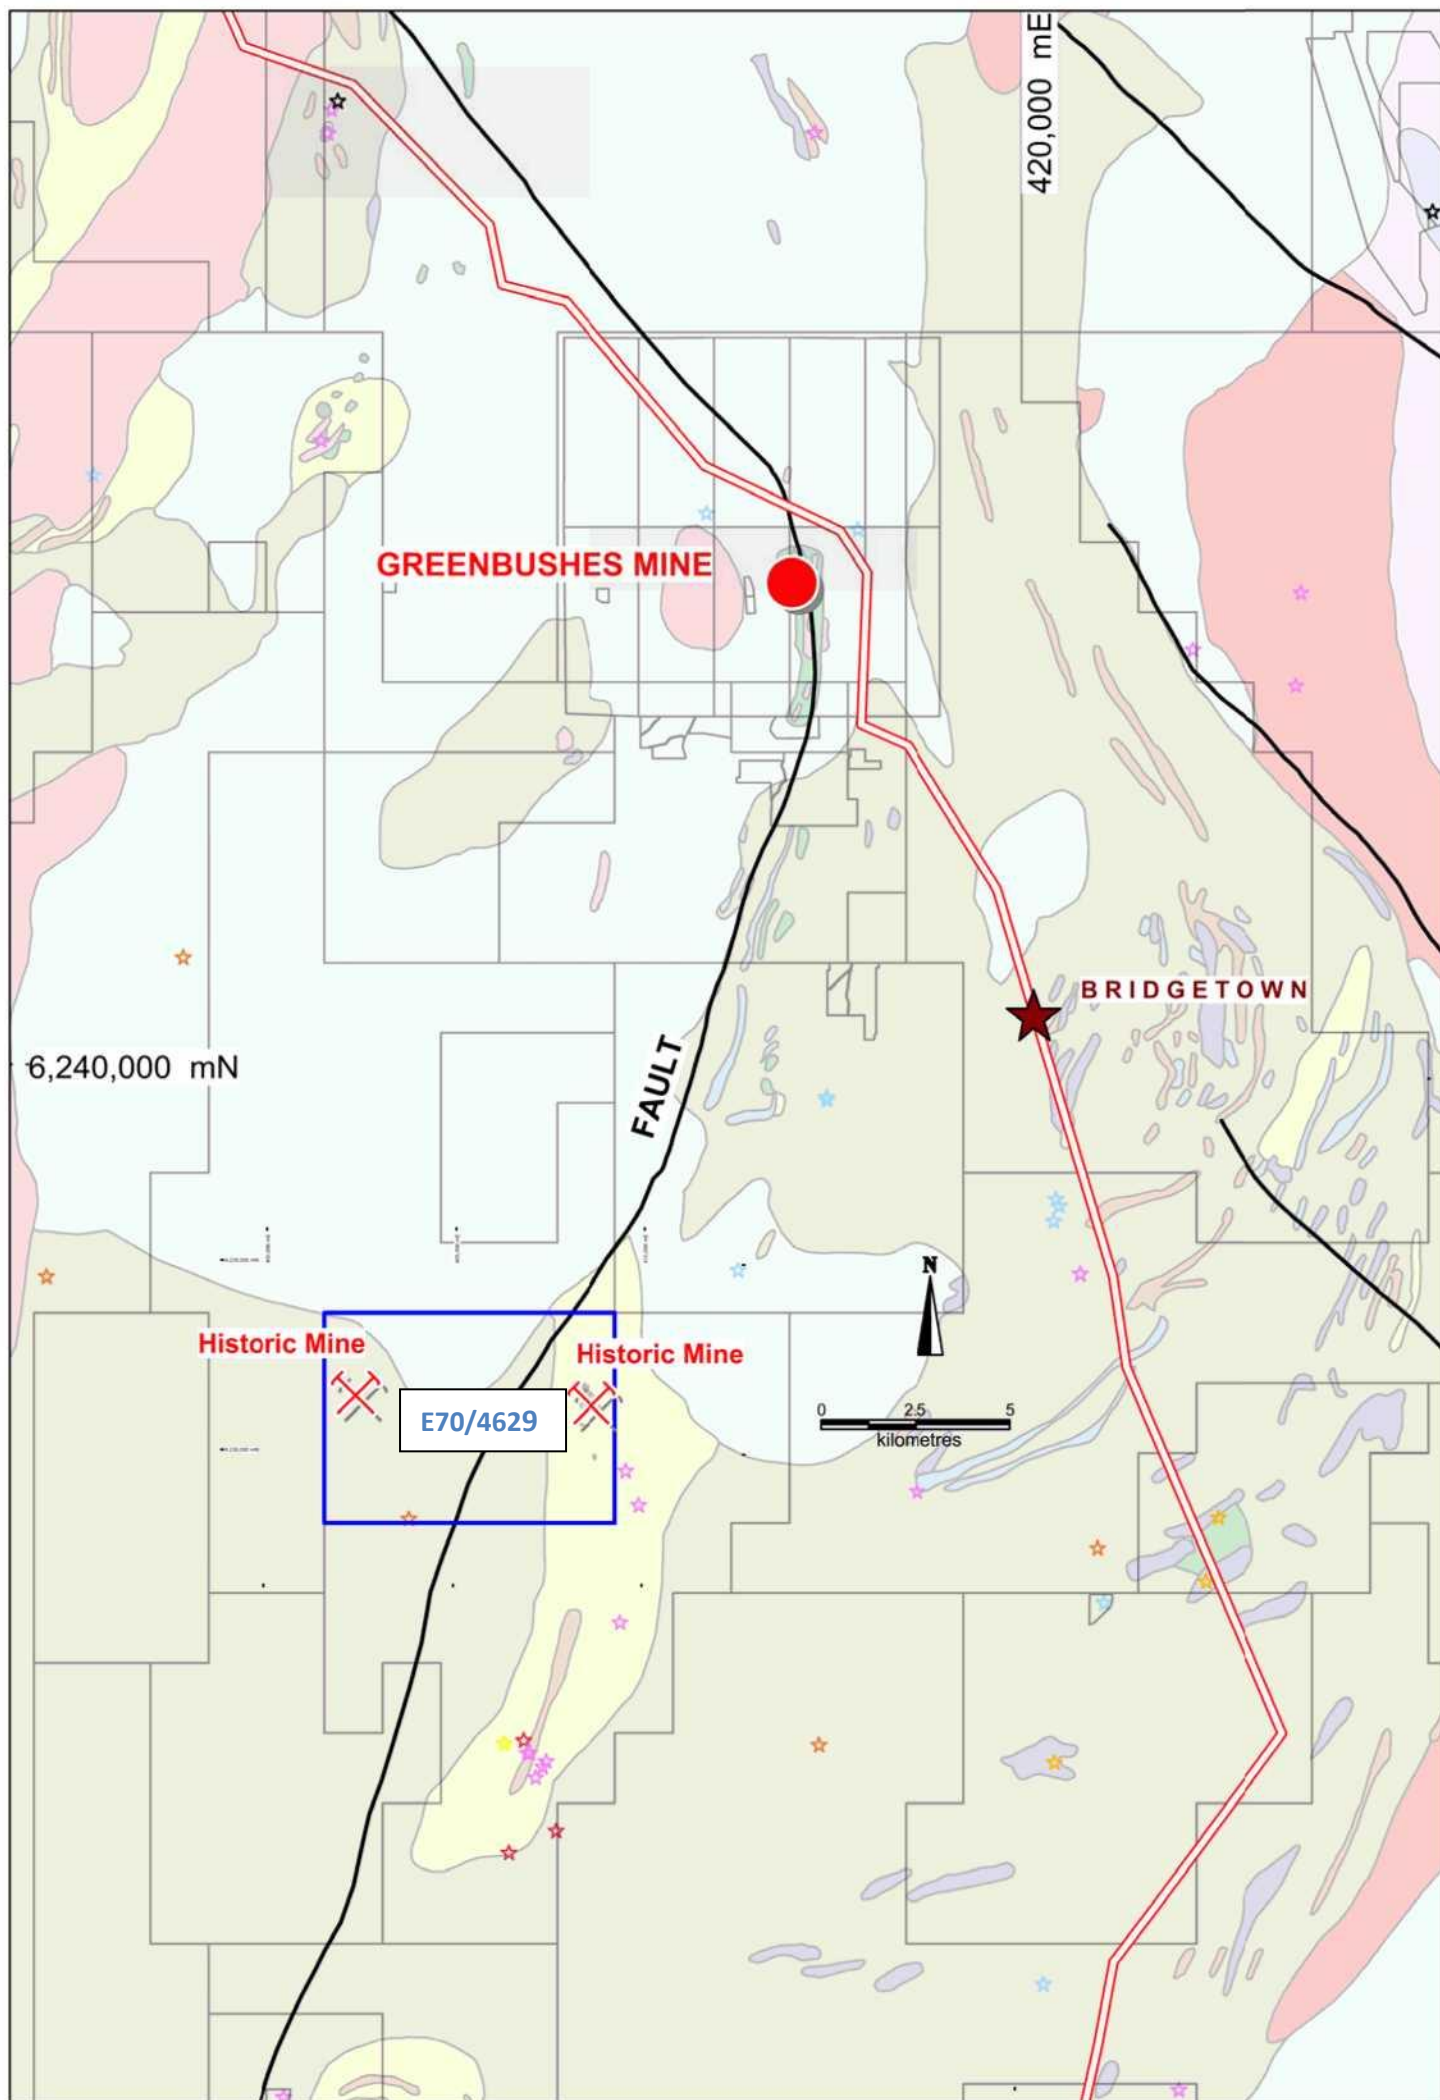 420,000 mE
GREENBUSHES MINE
BRIDGETOWN
6,240,000 mN
FAULT
N
Historic Mine
Historic Mine
E70/4629
0 2.5 5
kilometres